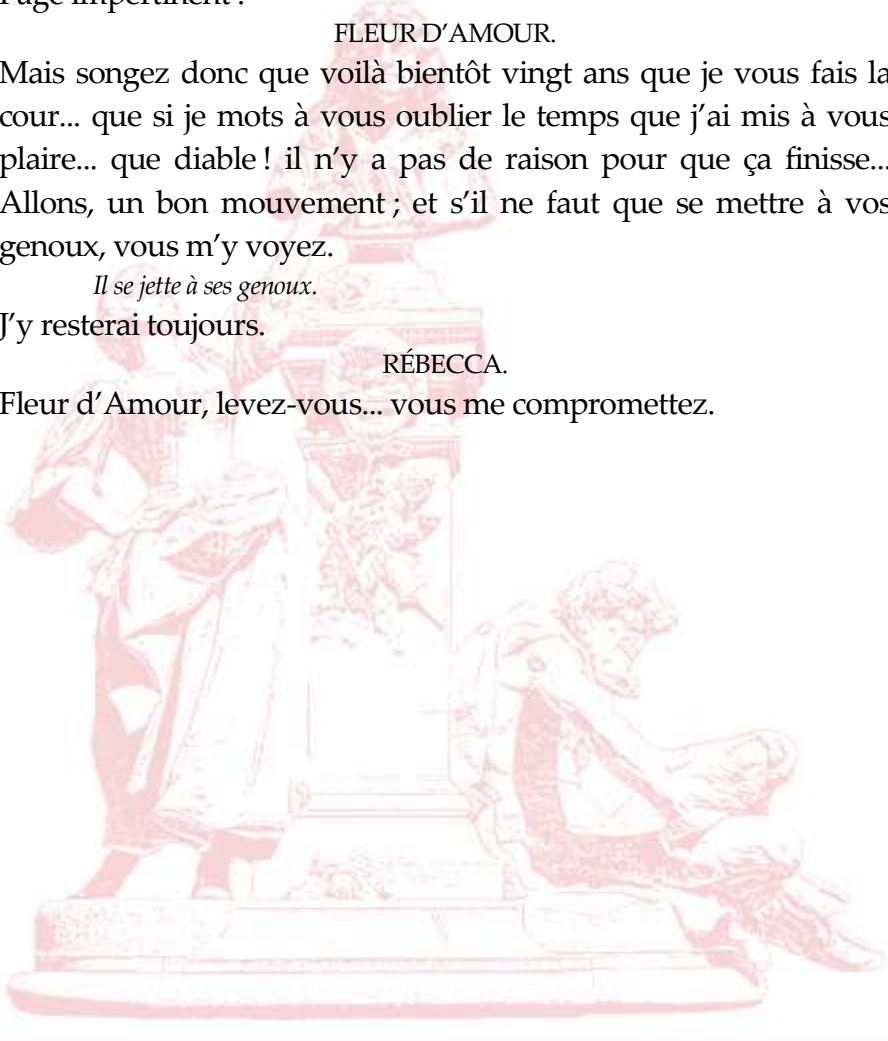 Page impertinent !
FLEUR D’AMOUR.
Mais songez donc que voilà bientôt vingt ans que je vous fais la
cour... que si je mots à vous oublier le temps que j’ai mis à vous
plaire... que diable ! il n’y a pas de raison pour que ça finisse...
Allons, un bon mouvement ; et s’il ne faut que se mettre à vos
genoux, vous m’y voyez.
Il se jette à ses genoux.
J’y resterai toujours.
RÉBECCA.
Fleur d’Amour, levez-vous... vous me compromettez.